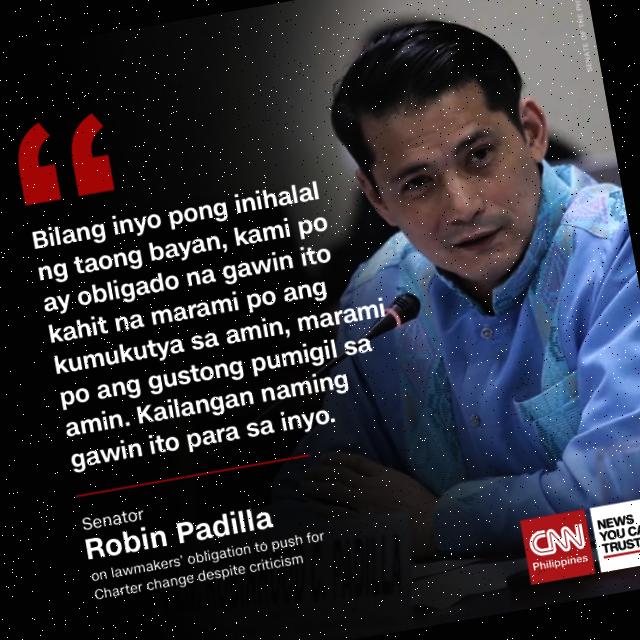 Bilang inyo pong inihalal
ng taong bayan, kami po
ay obligado na gawin ito
kahit na marami po ang
kumukutya sa amin, marami
po ang gustong pumigil sa
amin. Kailangan naming
gawin ito para sa inyo.
Senator
Robin Padilla
on lawmakers' obligation to push for
Charter change despite criticism
CNN
Philippines
NEWS
YOU CA
TRUST